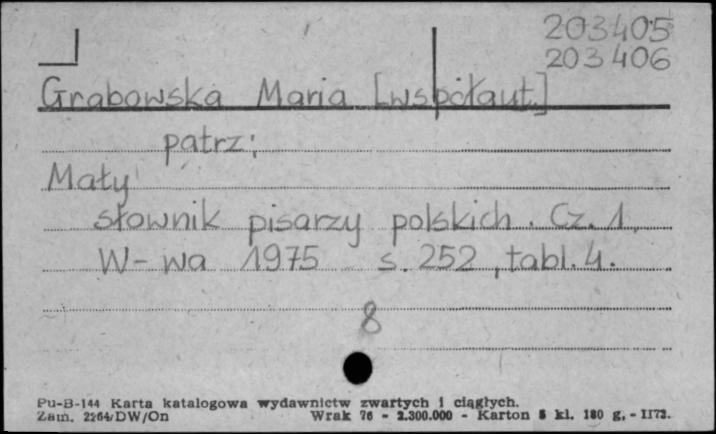 203405
203406
Grabowska Maria [współaut.]
patrz:
Mały
słownik pisarzy polskich. Cz. 1.
W-wa 1975 s. 252, tabl. 4.
8
Pu-B-144 Karta katalogowa wydawnictw zwartych i ciągłych.
Zam. 2264/DW/On Wrak 76 - 2.300.000 - Karton 8 kl. 180 g. - II72.